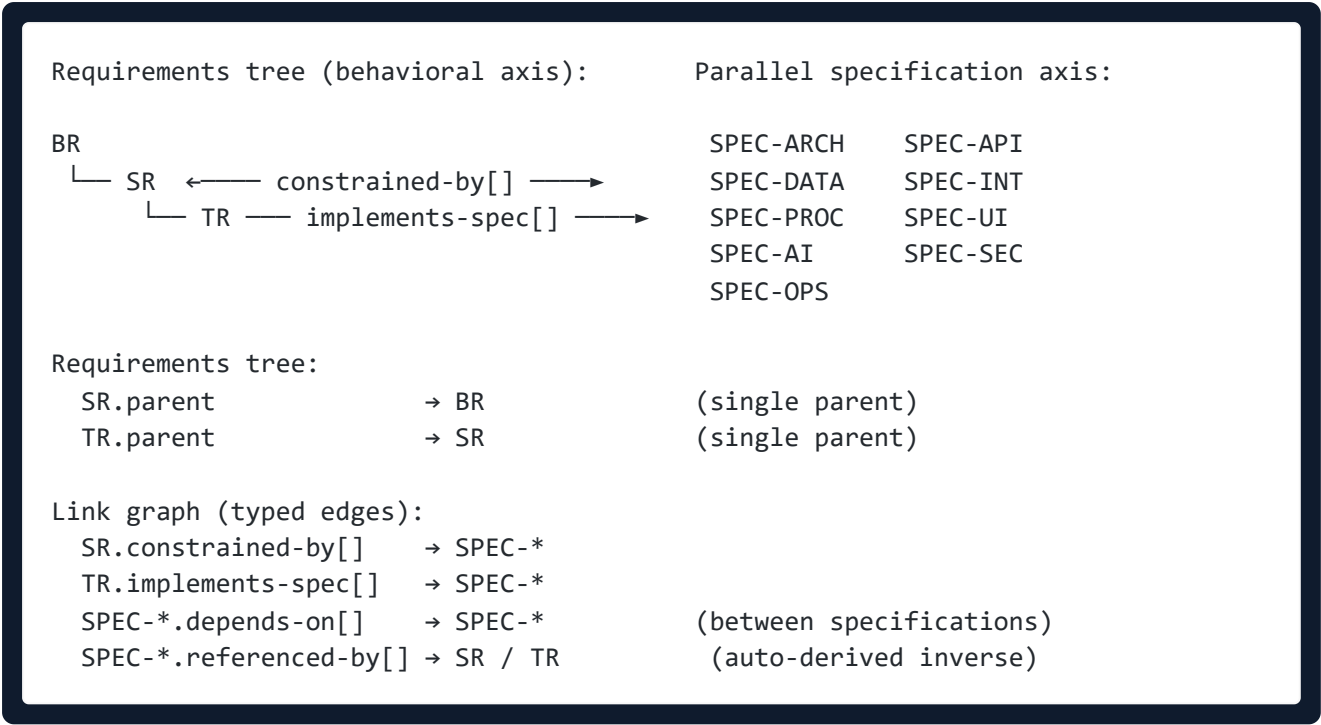 Requirements tree (behavioral axis):          Parallel specification axis:
BR                                            SPEC-ARCH    SPEC-API
 └── SR  ←──── constrained-by[] ────►         SPEC-DATA    SPEC-INT
      └── TR ─── implements-spec[] ────►      SPEC-PROC    SPEC-UI
                                              SPEC-AI      SPEC-SEC
                                              SPEC-OPS
Requirements tree:
  SR.parent              → BR                (single parent)
  TR.parent              → SR                (single parent)
Link graph (typed edges):
  SR.constrained-by[]    → SPEC-*
  TR.implements-spec[]   → SPEC-*
  SPEC-*.depends-on[]    → SPEC-*            (between specifications)
  SPEC-*.referenced-by[] → SR / TR            (auto-derived inverse)